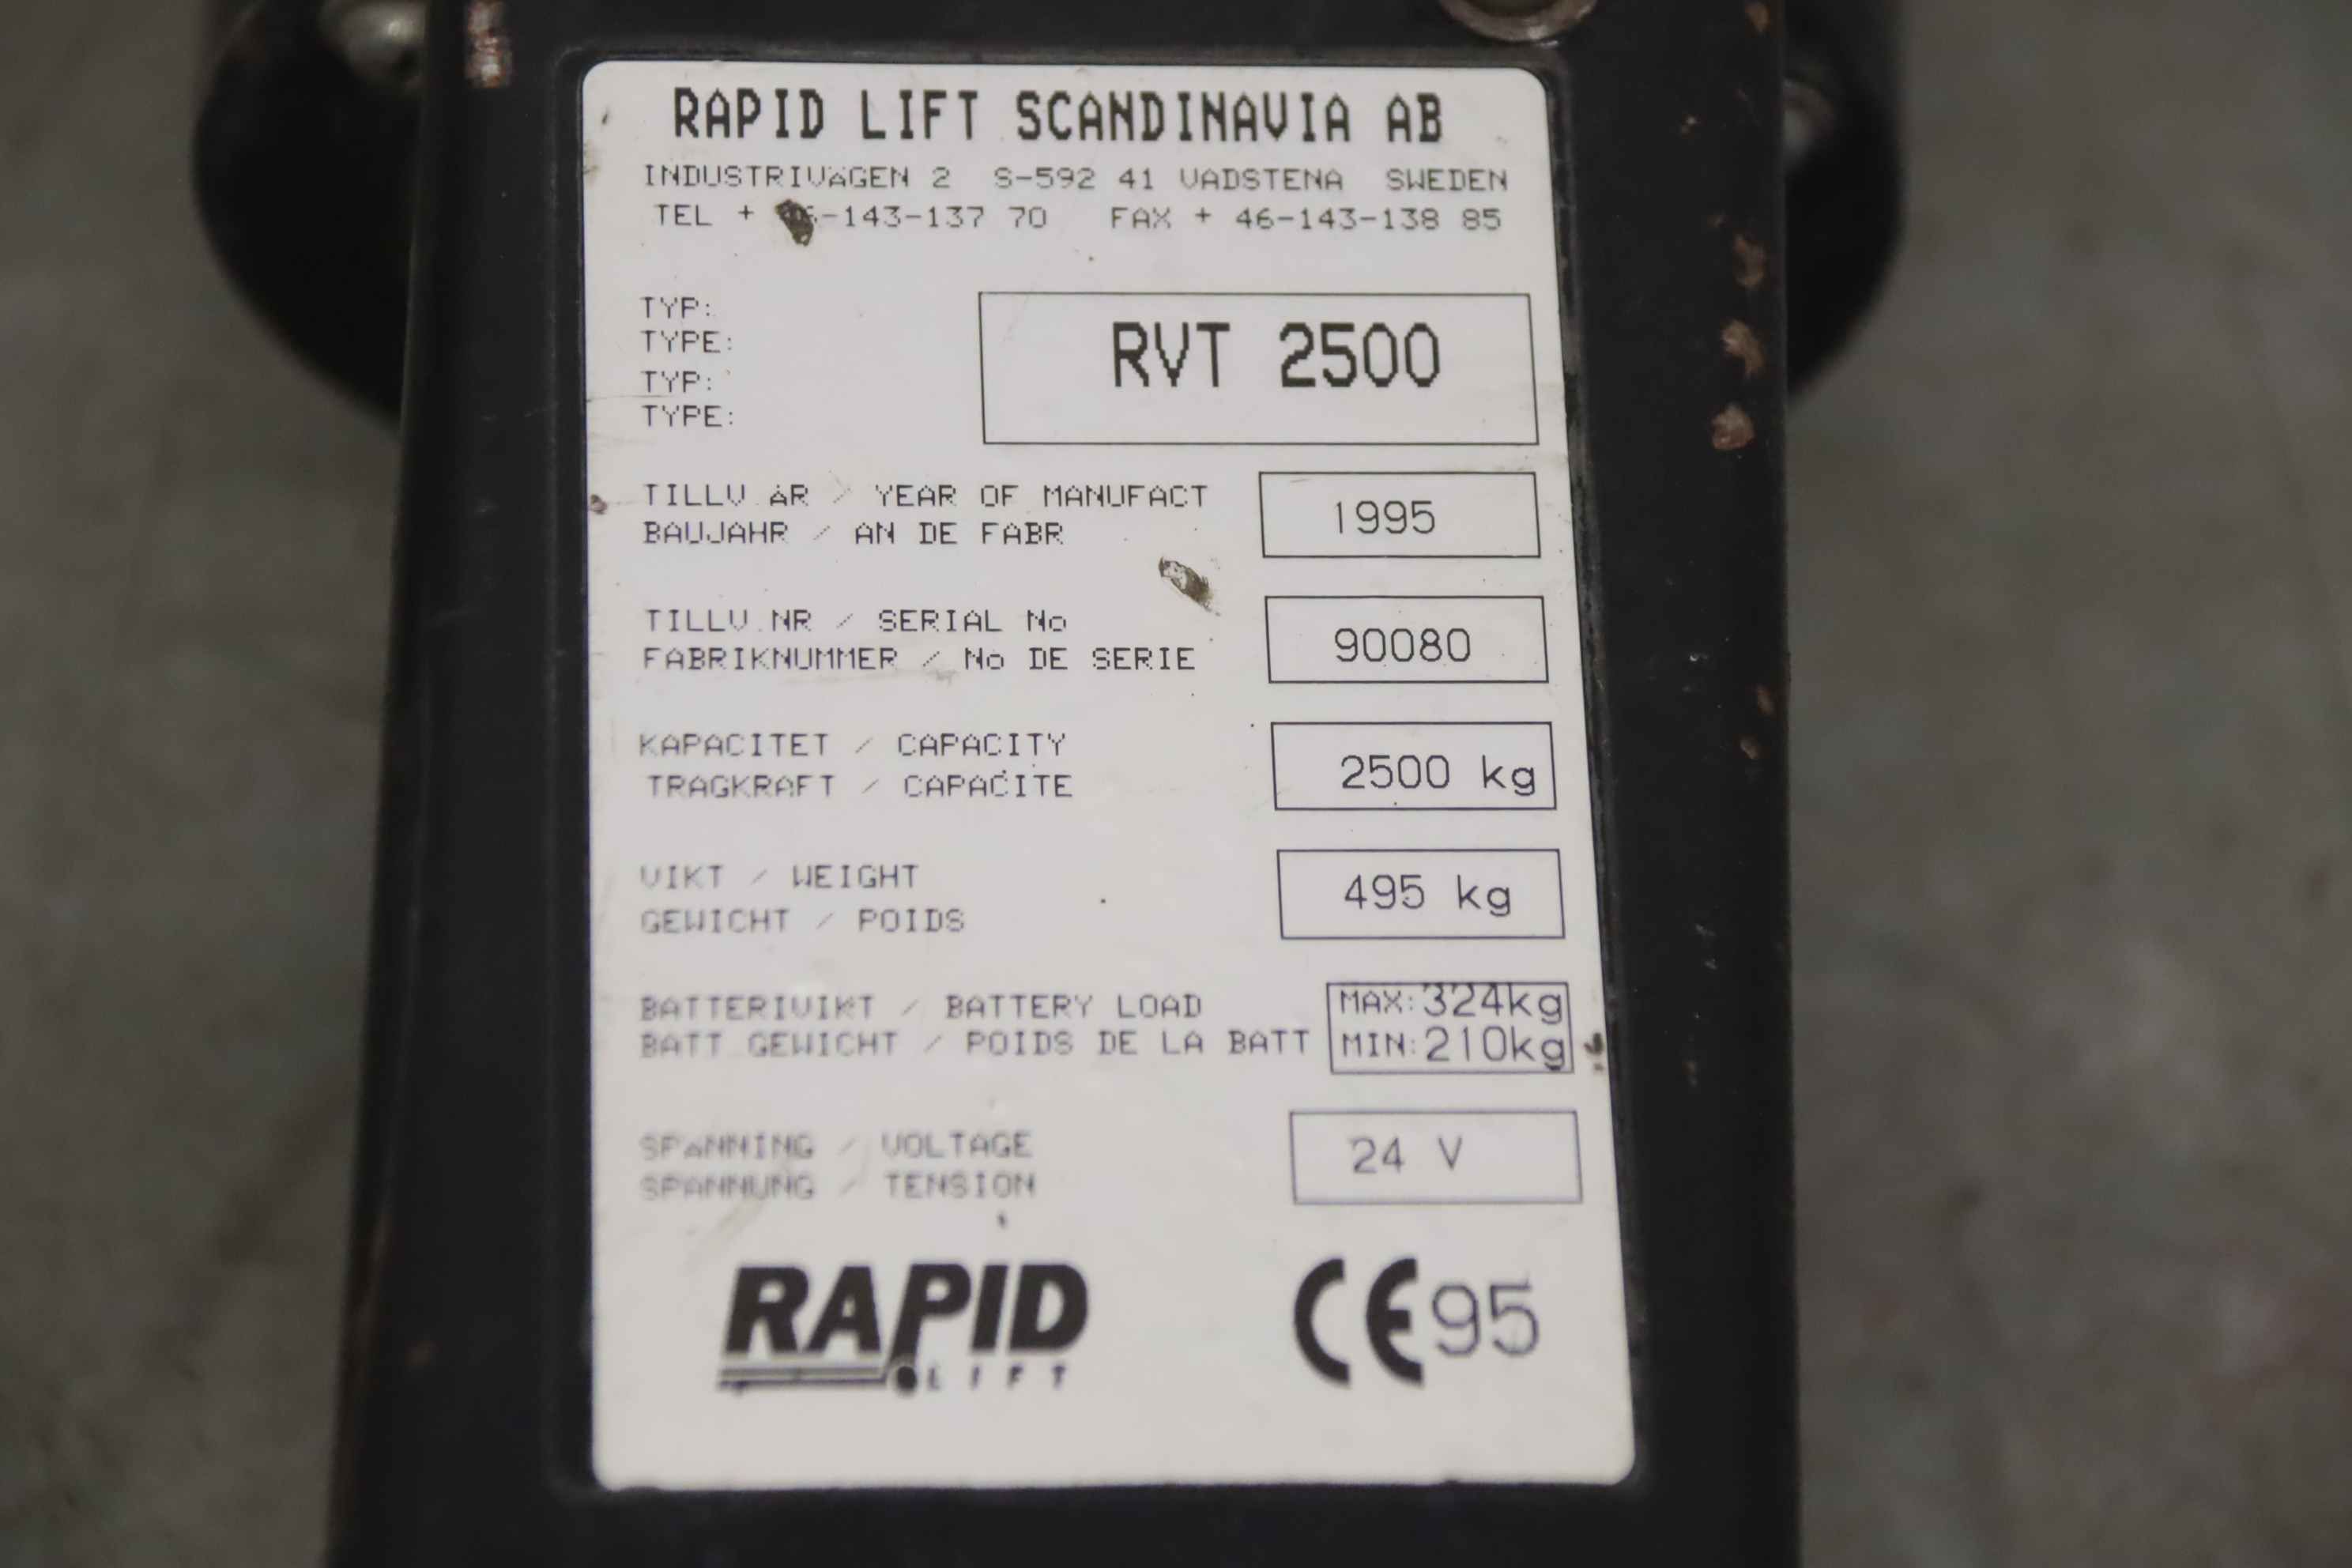 RAPID LIFT SCANDINAVIA AB
INDUSTRIVÄGEN 2 S-592 41 VADSTENA SWEDEN
TEL + 46-143-137 70 FAX + 46-143-138 85
TYP:
TYPE:
TYP:
TYPE:
RVT 2500
TILLV.ÅR / YEAR OF MANUFACT
BAUJAHR / AN DE FABR
1995
TILLV.NR / SERIAL No
FABRIKNUMMER / No DE SERIE
90080
KAPACITET / CAPACITY
TRAGKRAFT / CAPACITE
2500 kg
VIKT / WEIGHT
GEWICHT / POIDS
495 kg
BATTERIVIKT / BATTERY LOAD
BATT.GEWICHT / POIDS DE LA BATT
MAX:324kg
MIN:210kg
SPÄNNING / VOLTAGE
SPANNUNG / TENSION
24 V
RAPID
LIFT
CE95